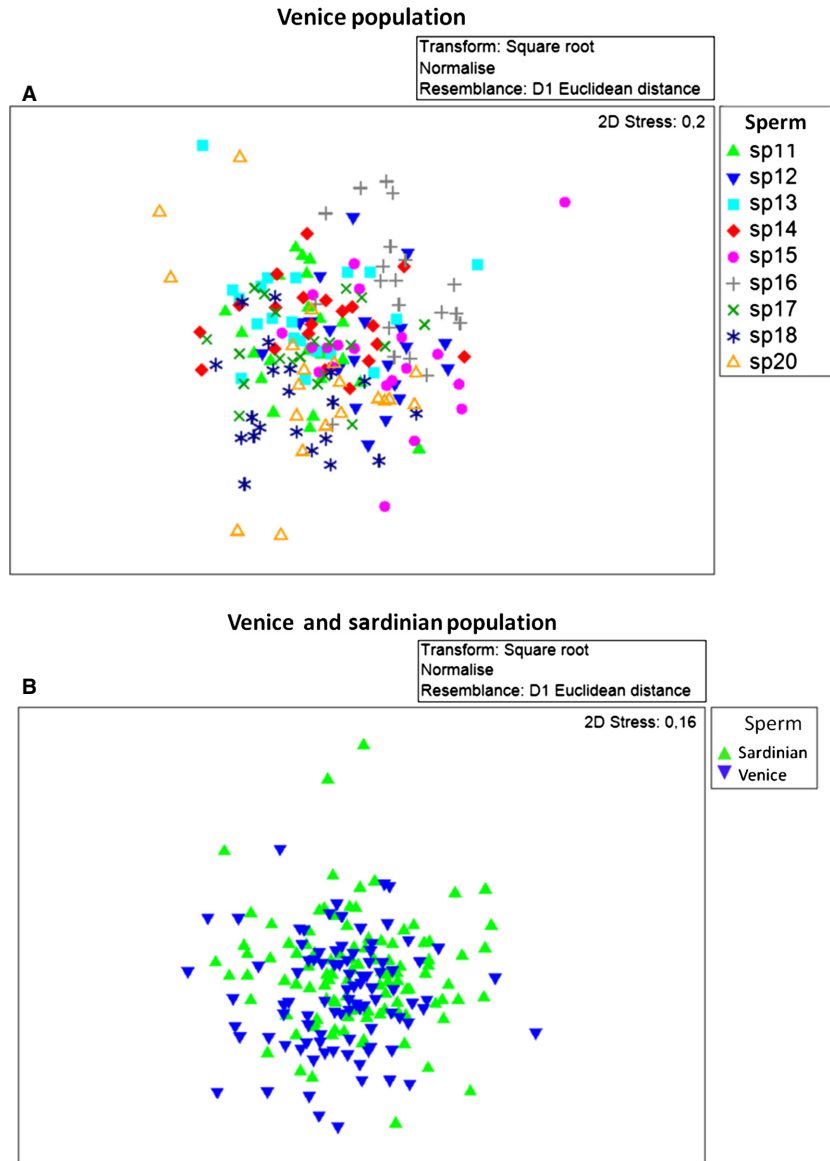 Venice population
Transform: Square root
Normalise
Resemblance: D1 Euclidean distance
A
2D Stress: 0,2
Sperm
sp11
sp12
sp13
sp14
sp15
sp16
sp17
sp18
sp20
Venice and sardinian population
Transform: Square root
Normalise
Resemblance: D1 Euclidean distance
B
2D Stress: 0,16
Sperm
Sardinian
Venice